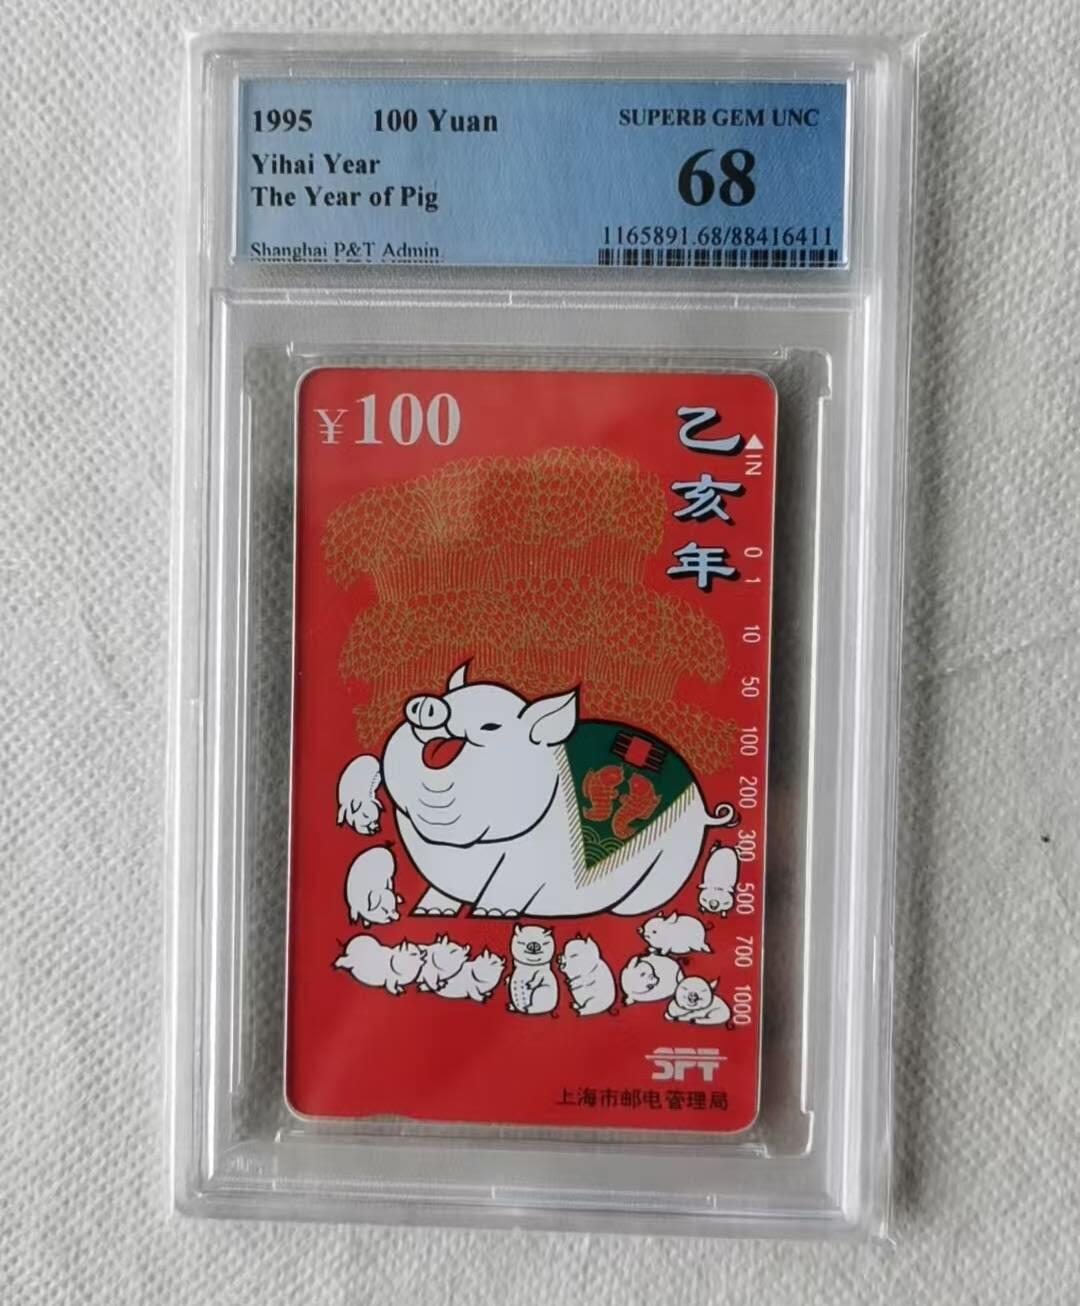 1995 100 Yuan
SUPERB GEM UNC
Yihai Year
68
The Year of Pig
1165891.68/88416411
Shanghai P&T Admin.
¥100
乙亥年
IN
0
1
10
50
100
200
300
500
700
1000
SPT
上海市邮电管理局